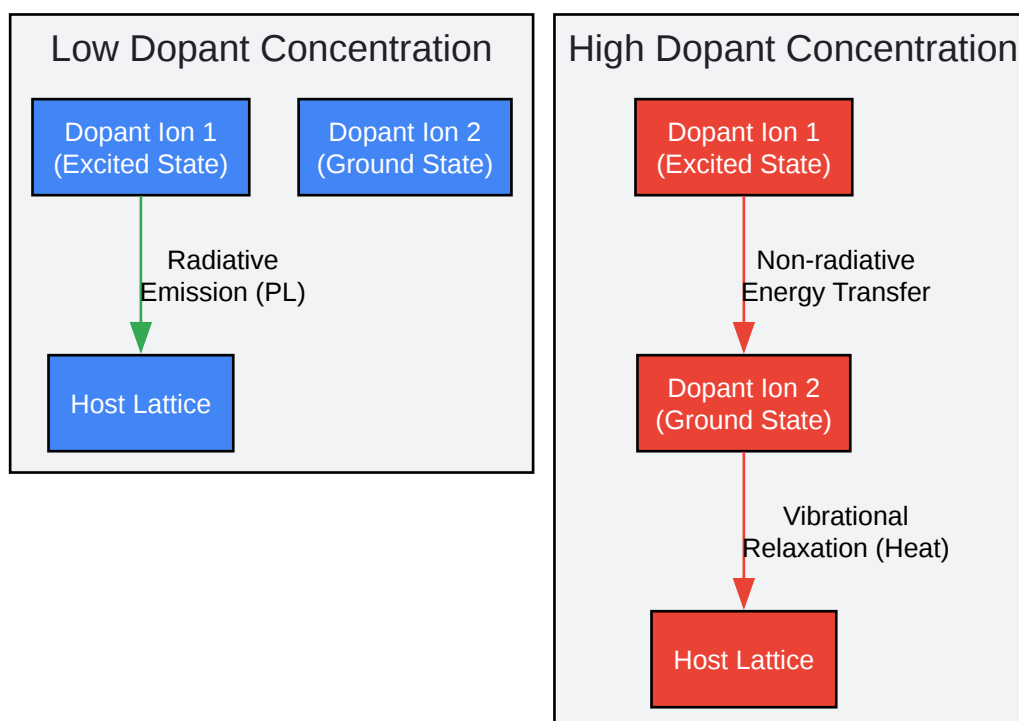 Low Dopant Concentration
Dopant Ion 1
(Excited State)
Dopant Ion 2
(Ground State)
Radiative
Emission (PL)
Host Lattice
High Dopant Concentration
Dopant Ion 1
(Excited State)
Non-radiative
Energy Transfer
Dopant Ion 2
(Ground State)
Vibrational
Relaxation (Heat)
Host Lattice